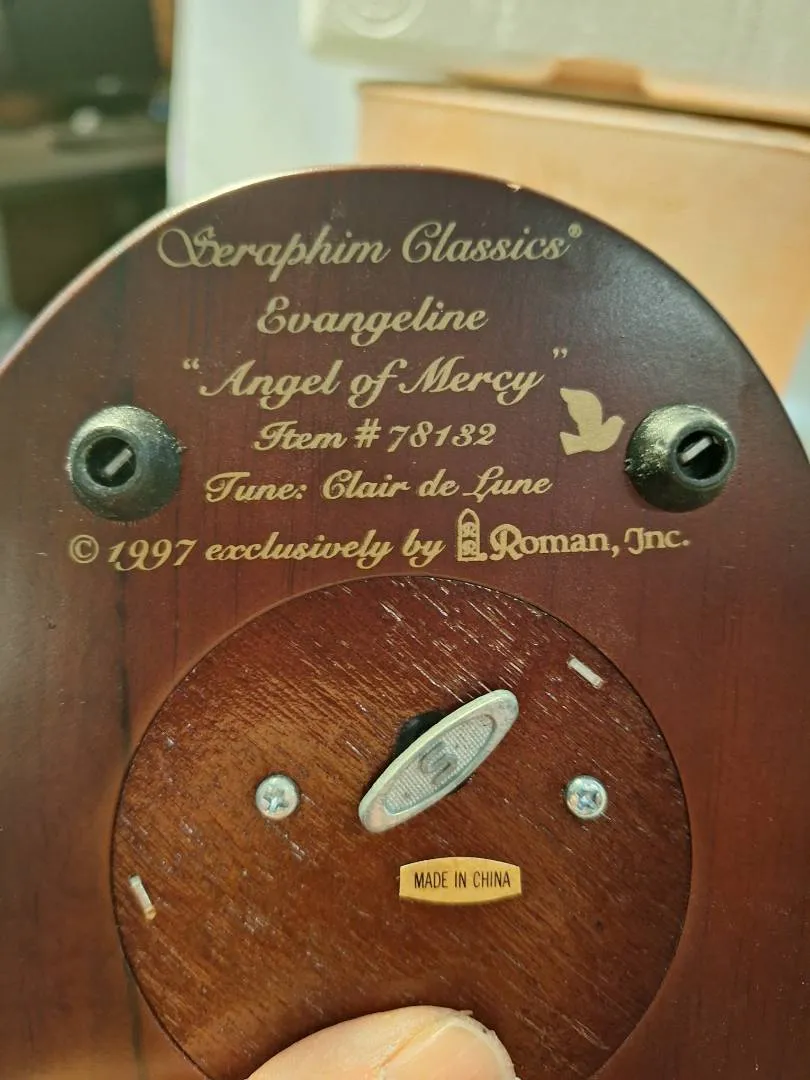 Seraphim Classics®
Evangeline
“Angel of Mercy”
Item # 78132
Tune: Clair de Lune
© 1997 exclusively by Roman, Inc.
MADE IN CHINA